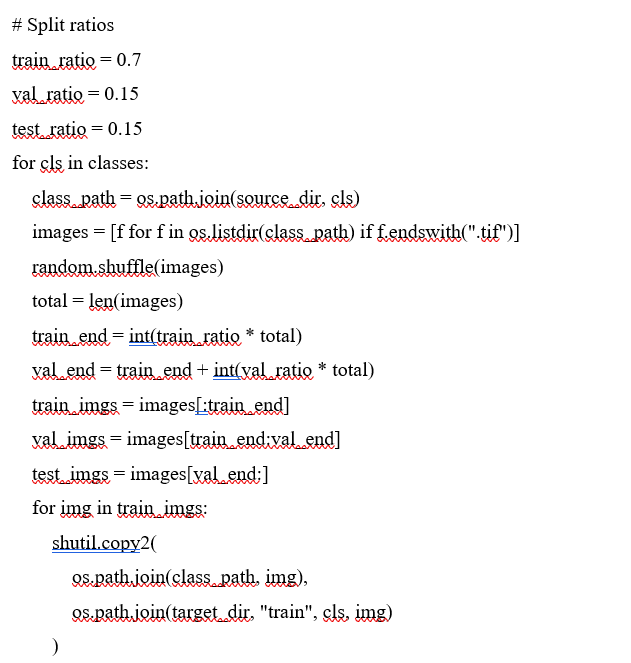 # Split ratios
train_ratio = 0.7
val_ratio = 0.15
test_ratio = 0.15
for cls in classes:
class_path = os.path.join(source_dir, cls)
images = [f for f in os.listdir(class_path) if f.endswith(".tif")]
random.shuffle(images)
total = len(images)
train_end = int(train_ratio * total)
val_end = train_end + int(val_ratio * total)
train_imgs = images[:train_end]
val_imgs = images[train_end:val_end]
test_imgs = images[val_end:]
for img in train_imgs:
shutil.copy2(
os.path.join(class_path, img),
os.path.join(target_dir, "train", cls, img)
)